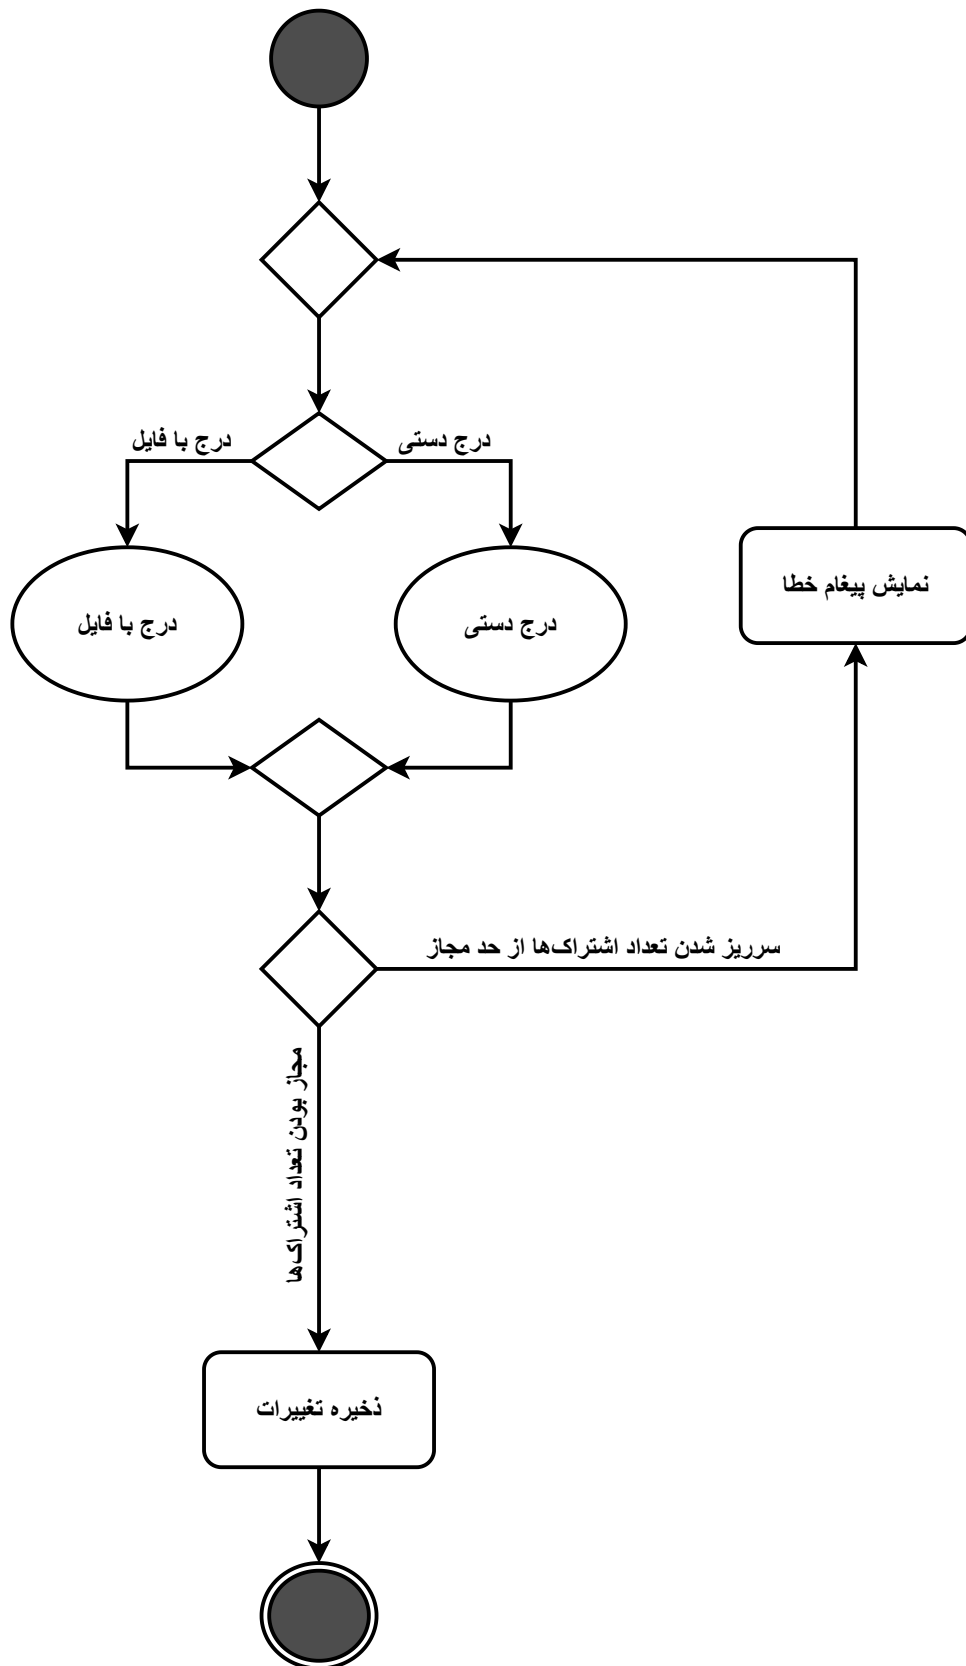 درج با فایل
درج دستی
درج با فایل
درج دستی
نمایش پیغام خطا
سرریز شدن تعداد اشتراک‌ها از حد مجاز
مجاز بودن تعداد اشتراک‌ها
ذخیره تغییرات